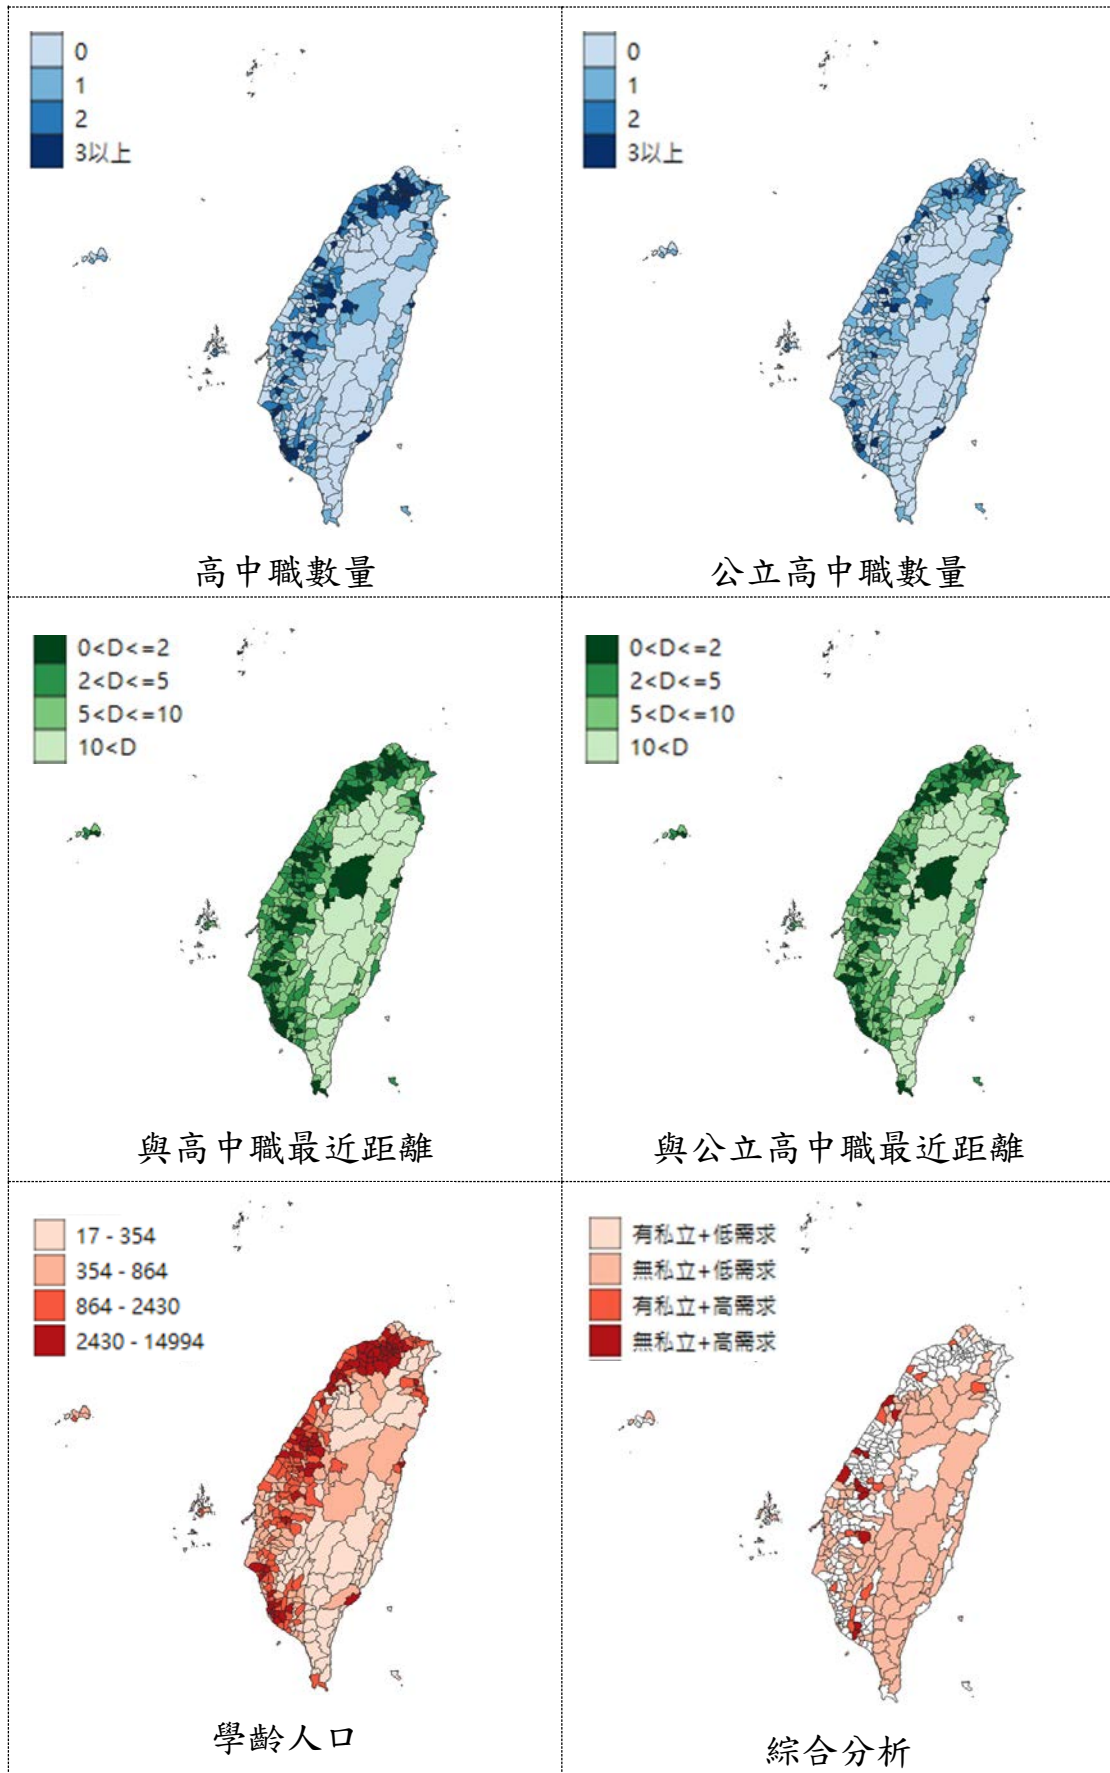 0
1
2
3以上
高中職數量
0
1
2
3以上
公立高中職數量
0<D<=2
2<D<=5
5<D<=10
10<D
與高中職最近距離
0<D<=2
2<D<=5
5<D<=10
10<D
與公立高中職最近距離
17 - 354
354 - 864
864 - 2430
2430 - 14994
學齡人口
有私立+低需求
無私立+低需求
有私立+高需求
無私立+高需求
綜合分析